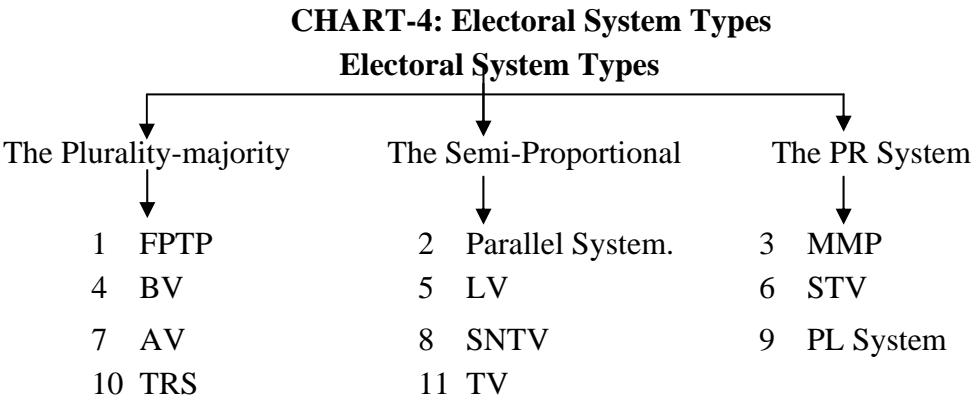 CHART-4: Electoral System Types
Electoral System Types
The Plurality-majority The Semi-Proportional The PR System
1 FPTP 2 Parallel System. 3 MMP
4 BV 5 LV 6 STV
7 AV 8 SNTV 9 PL System
10 TRS 11 TV